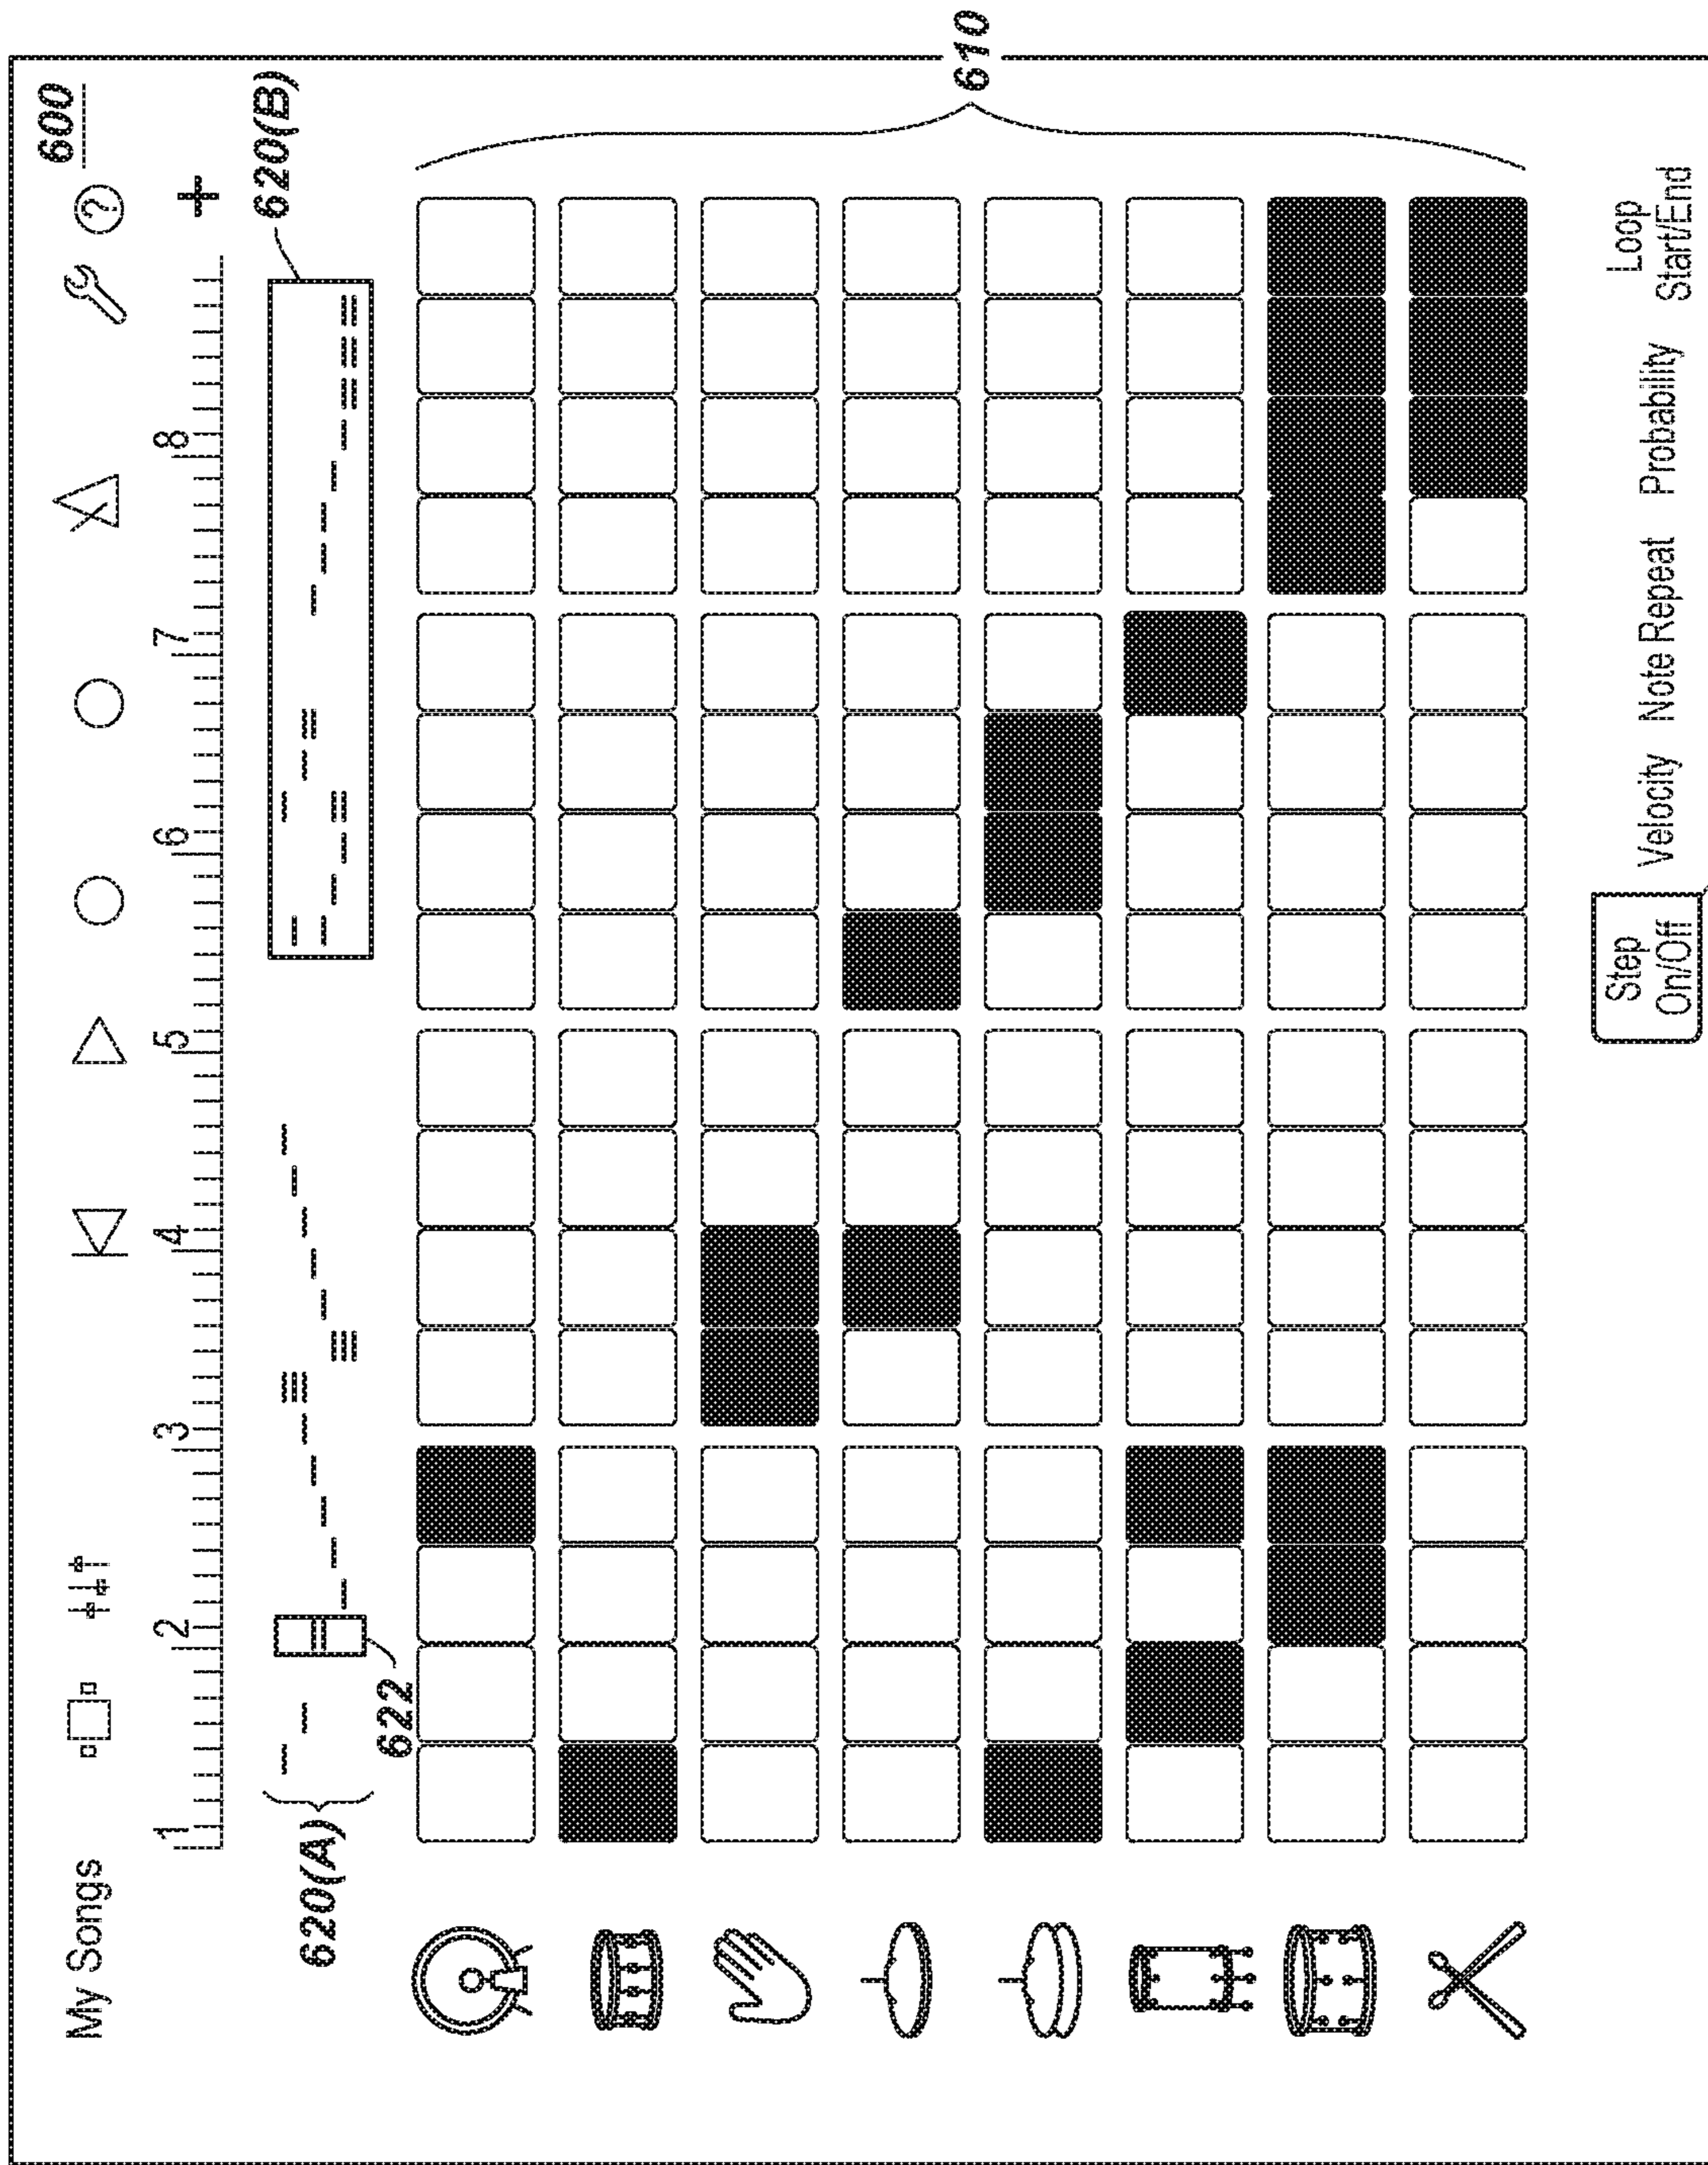 600
My Songs
?
1 2 3 4 5 6 7 8 +
620(A)
620(B)
622
610
Step
On/Off
Velocity
Note Repeat
Probability
Loop
Start/End